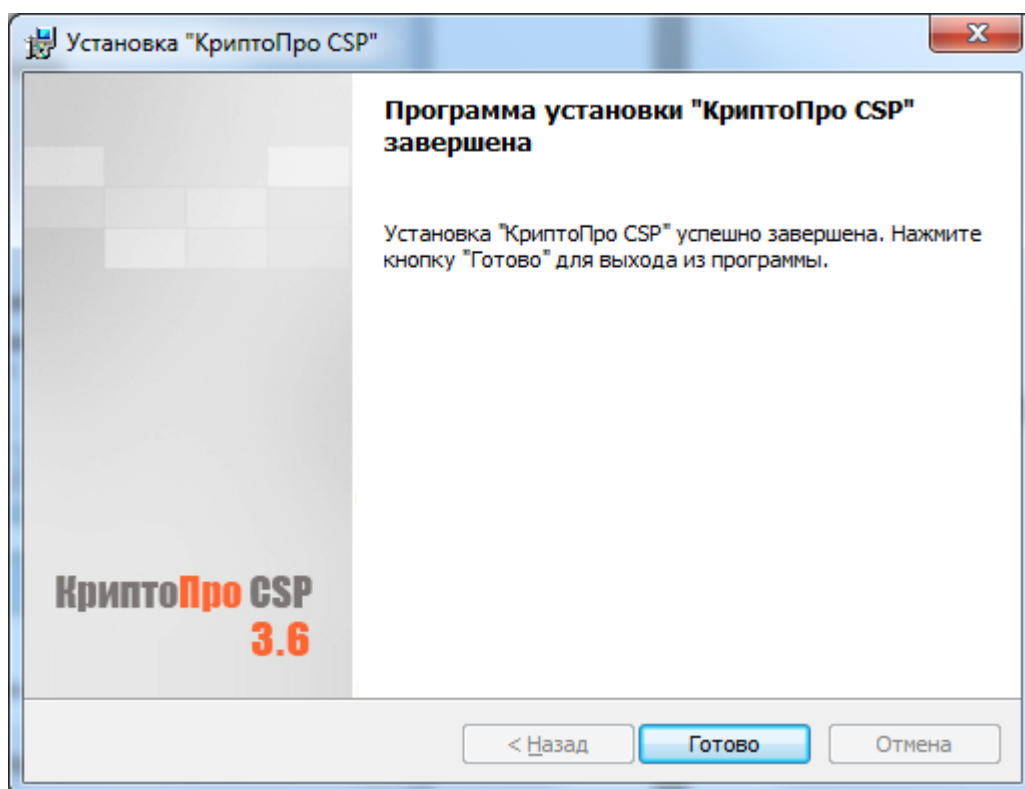 Установка "КриптоПро CSP"
Программа установки "КриптоПро CSP"
завершена
Установка "КриптоПро CSP" успешно завершена. Нажмите
кнопку "Готово" для выхода из программы.
КриптоПро CSP
3.6
< Назад
Готово
Отмена